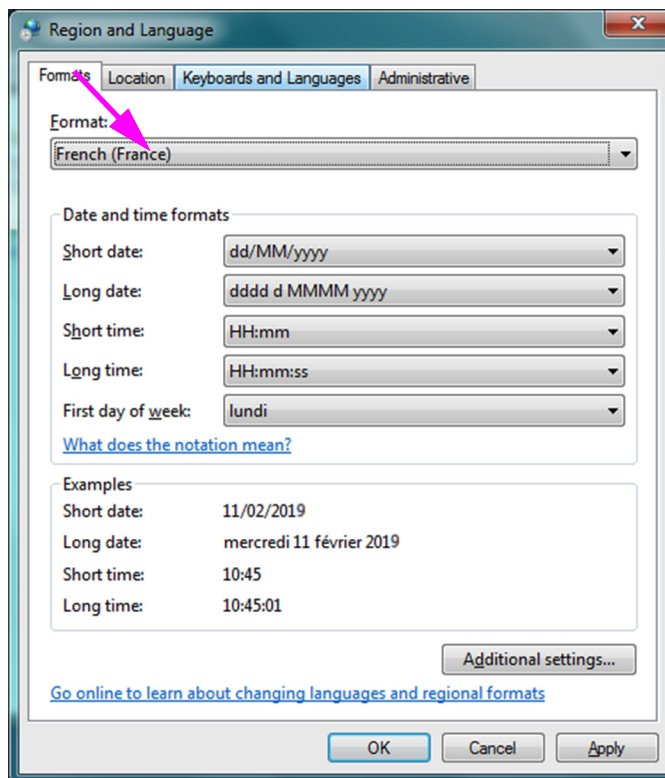 Region and Language
Formats Location Keyboards and Languages Administrative
Format:
French (France)
Date and time formats
Short date: dd/MM/yyyy
Long date: dddd d MMMM yyyy
Short time: HH:mm
Long time: HH:mm:ss
First day of week: lundi
What does the notation mean?
Examples
Short date: 11/02/2019
Long date: mercredi 11 février 2019
Short time: 10:45
Long time: 10:45:01
Additional settings...
Go online to learn about changing languages and regional formats
OK Cancel Apply